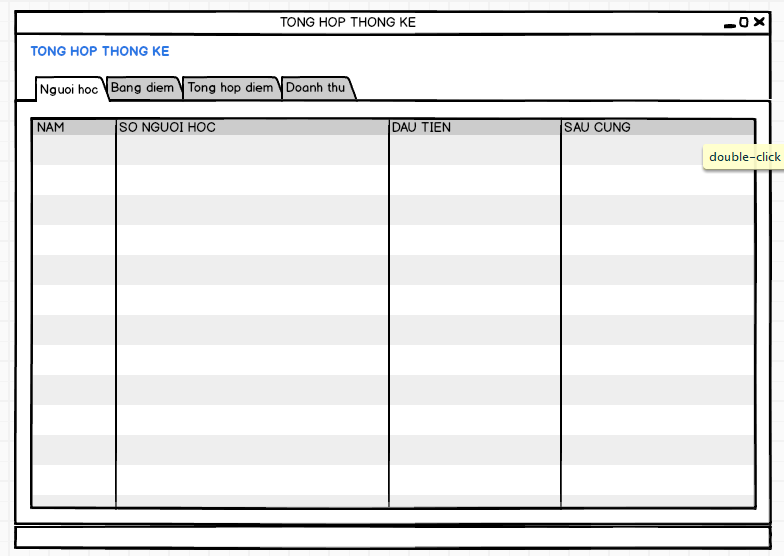 TONG HOP THONG KE
TONG HOP THONG KE
Nguoi hoc Bang diem Tong hop diem Doanh thu
NAM SO NGUOI HOC DAU TIEN SAU CUNG
double-click